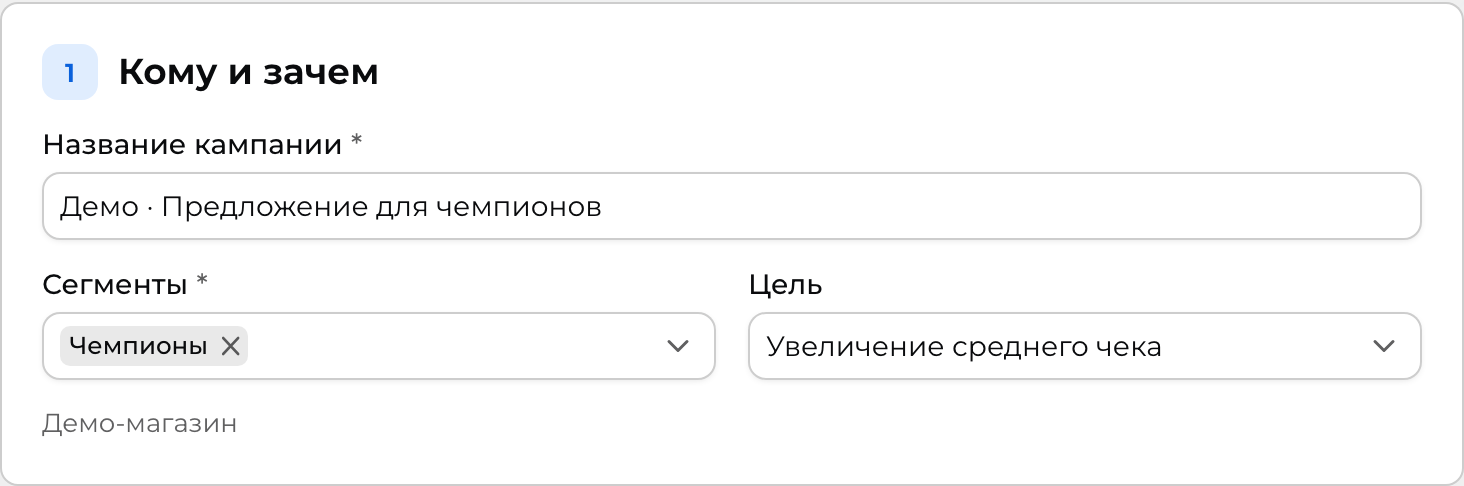 1 Кому и зачем
Название кампании *
Демо · Предложение для чемпионов
Сегменты * Цель
Чемпионы Увеличение среднего чека
Демо-магазин